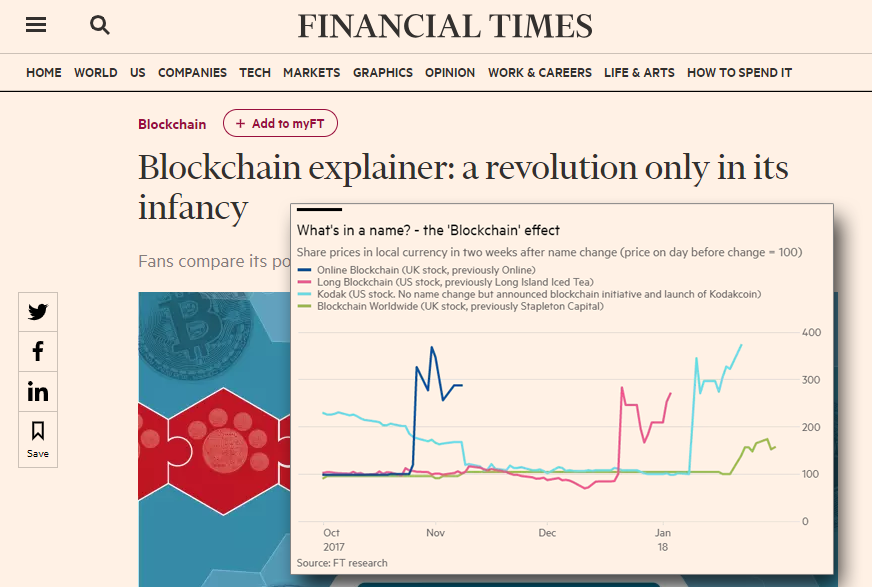 FINANCIAL TIMES
HOME WORLD US COMPANIES TECH MARKETS GRAPHICS OPINION WORK & CAREERS LIFE & ARTS HOW TO SPEND IT
Blockchain + Add to myFT
Blockchain explainer: a revolution only in its
infancy
Fans compare its po
What's in a name? - the 'Blockchain' effect
Share prices in local currency in two weeks after name change (price on day before change = 100)
Online Blockchain (UK stock, previously Online)
Long Blockchain (US stock, previously Long Island Iced Tea)
Kodak (US stock. No name change but announced blockchain initiative and launch of Kodakcoin)
Blockchain Worldwide (UK stock, previously Stapleton Capital)
400
300
200
100
0
Oct Nov Dec Jan
2017 18
Source: FT research
Save